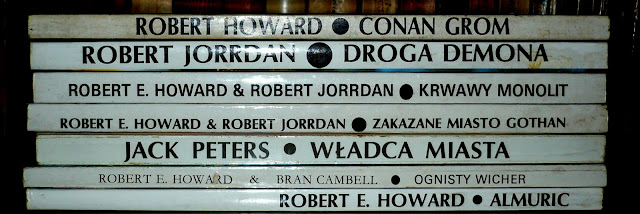 ROBERT HOWARD ● CONAN GROM
ROBERT JORRDAN ● DROGA DEMONA
ROBERT E. HOWARD & ROBERT JORRDAN ● KRWAWY MONOLIT
ROBERT E. HOWARD & ROBERT JORRDAN ● ZAKAZANE MIASTO GOTHAN
JACK PETERS ● WŁADCA MIASTA
ROBERT E. HOWARD & BRAN CAMBELL ● OGNISTY WICHER
ROBERT E. HOWARD ● ALMURIC